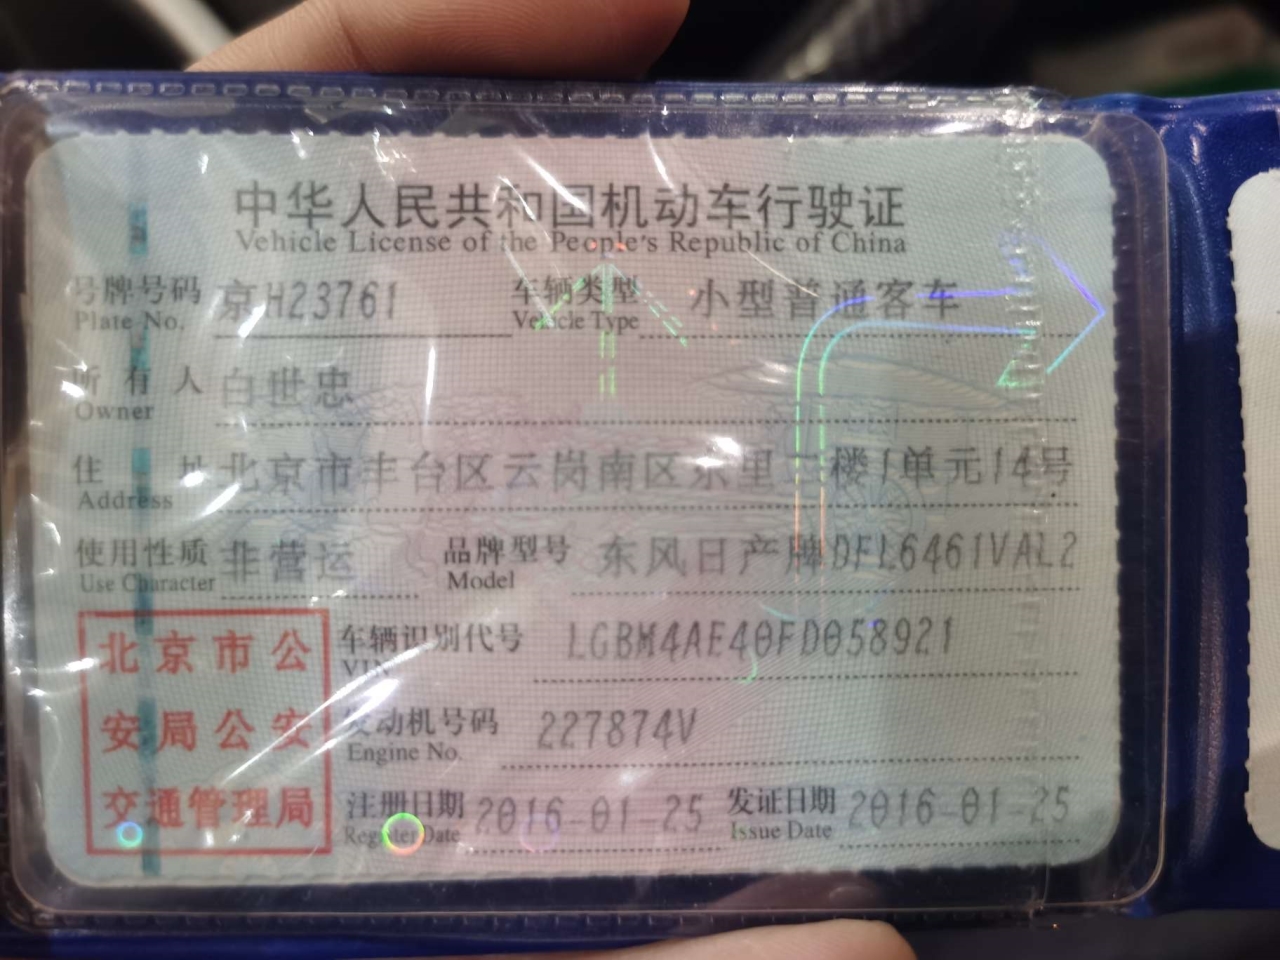 中华人民共和国机动车行驶证
Vehicle License of the People's Republic of China
号牌号码 京H23761 车辆类型 小型普通客车
Plate No. Vehicle Type
所有人 白世忠
Owner
住址 北京市丰台区云岗南区东里二楼1单元14号
Address
使用性质 非营运 品牌型号 东风日产牌DFL6461VAL2
Use Character Model
北京市公
安局公安
交通管理局
车辆识别代号 LGBM4AE40FD058921
VIN
发动机号码 227874V
Engine No.
注册日期 2016-01-25 发证日期 2016-01-25
Register Date Issue Date